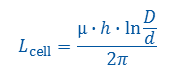 L_cell = (μ · h · ln(D/d)) / (2π)